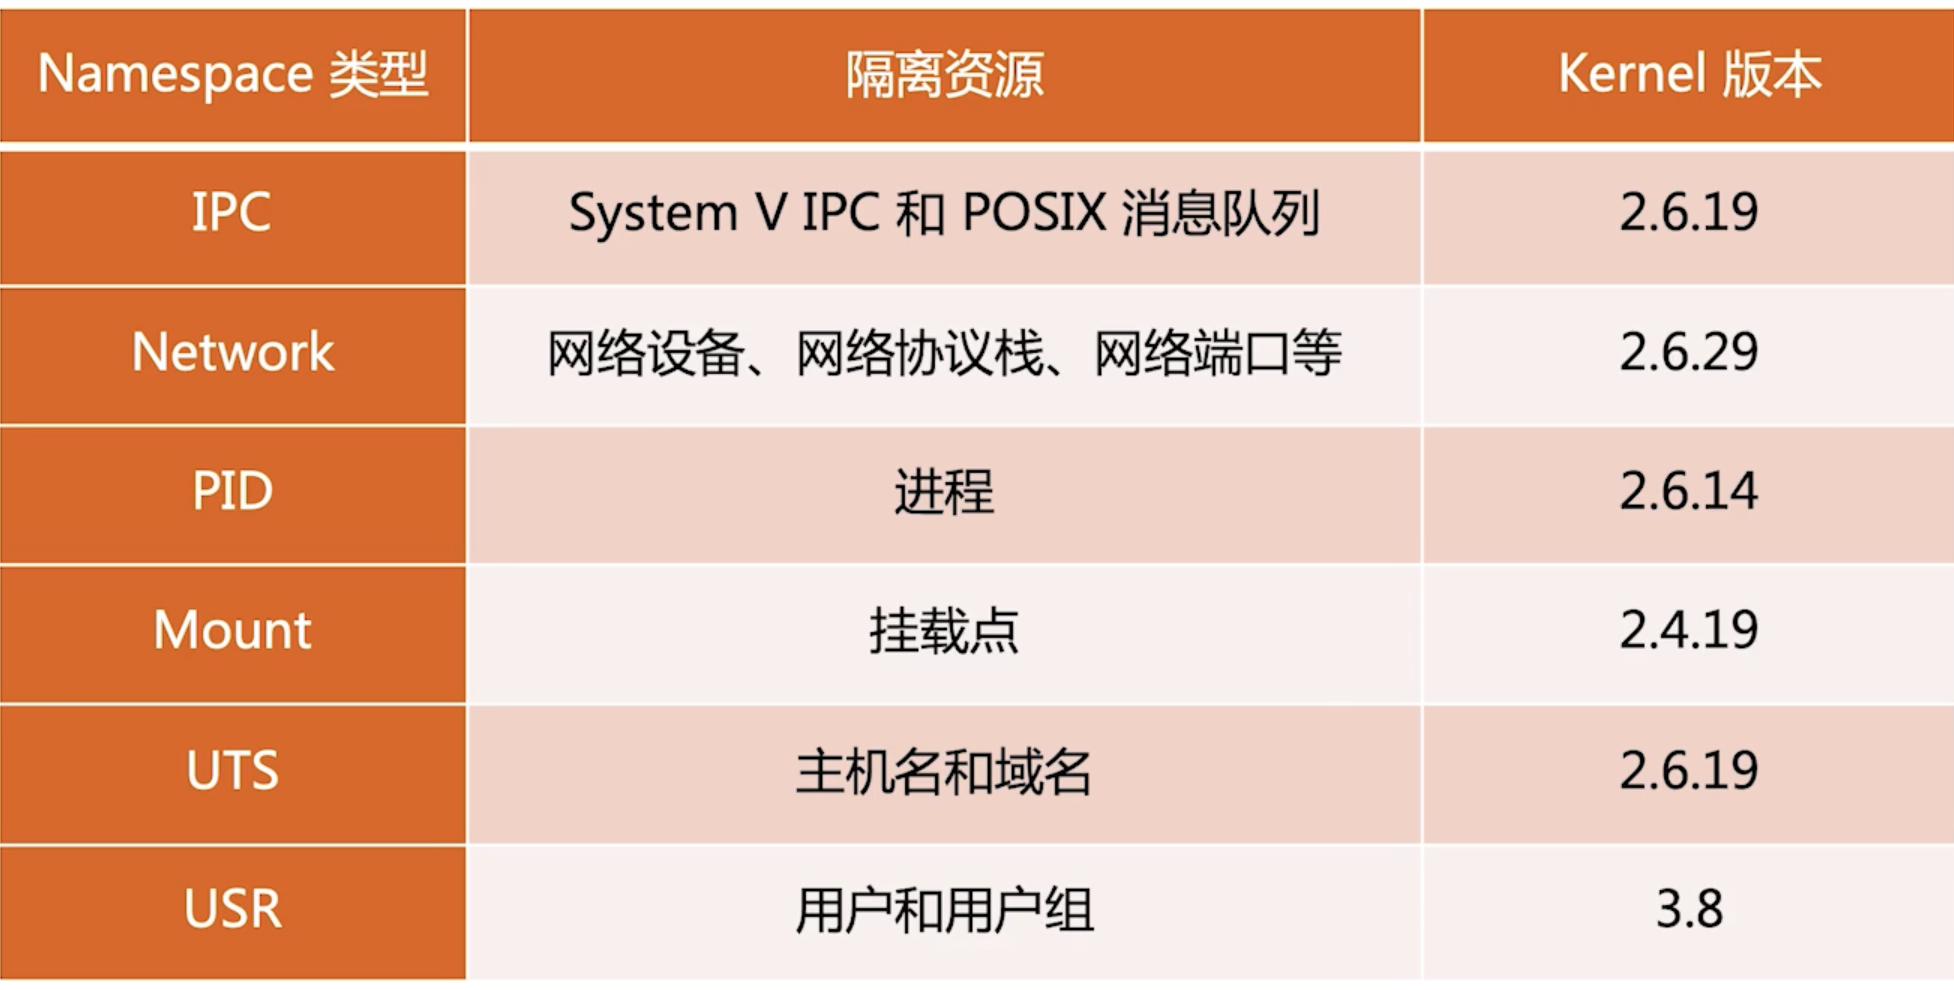 Namespace 类型 隔离资源 Kernel 版本
IPC System V IPC 和 POSIX 消息队列 2.6.19
Network 网络设备、网络协议栈、网络端口等 2.6.29
PID 进程 2.6.14
Mount 挂载点 2.4.19
UTS 主机名和域名 2.6.19
USR 用户和用户组 3.8